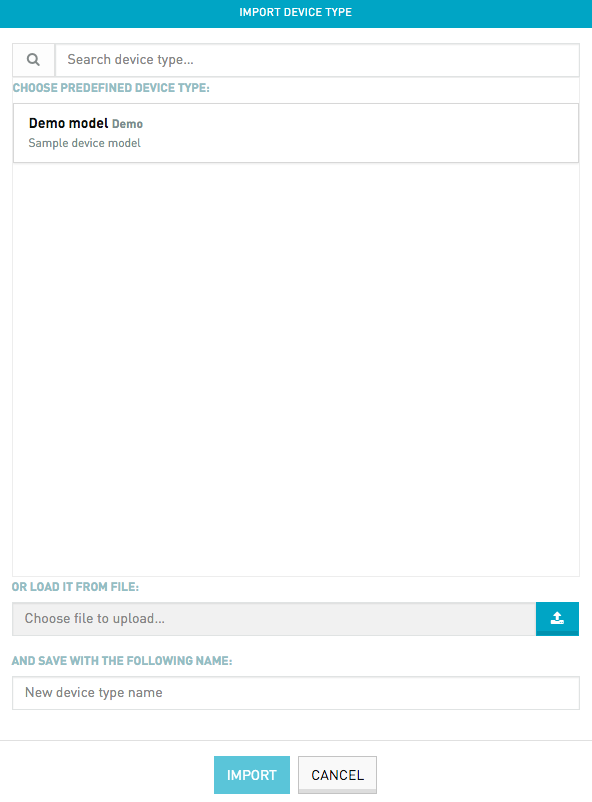 IMPORT DEVICE TYPE
Search device type...
CHOOSE PREDEFINED DEVICE TYPE:
Demo model Demo
Sample device model
OR LOAD IT FROM FILE:
Choose file to upload...
AND SAVE WITH THE FOLLOWING NAME:
New device type name
IMPORT CANCEL